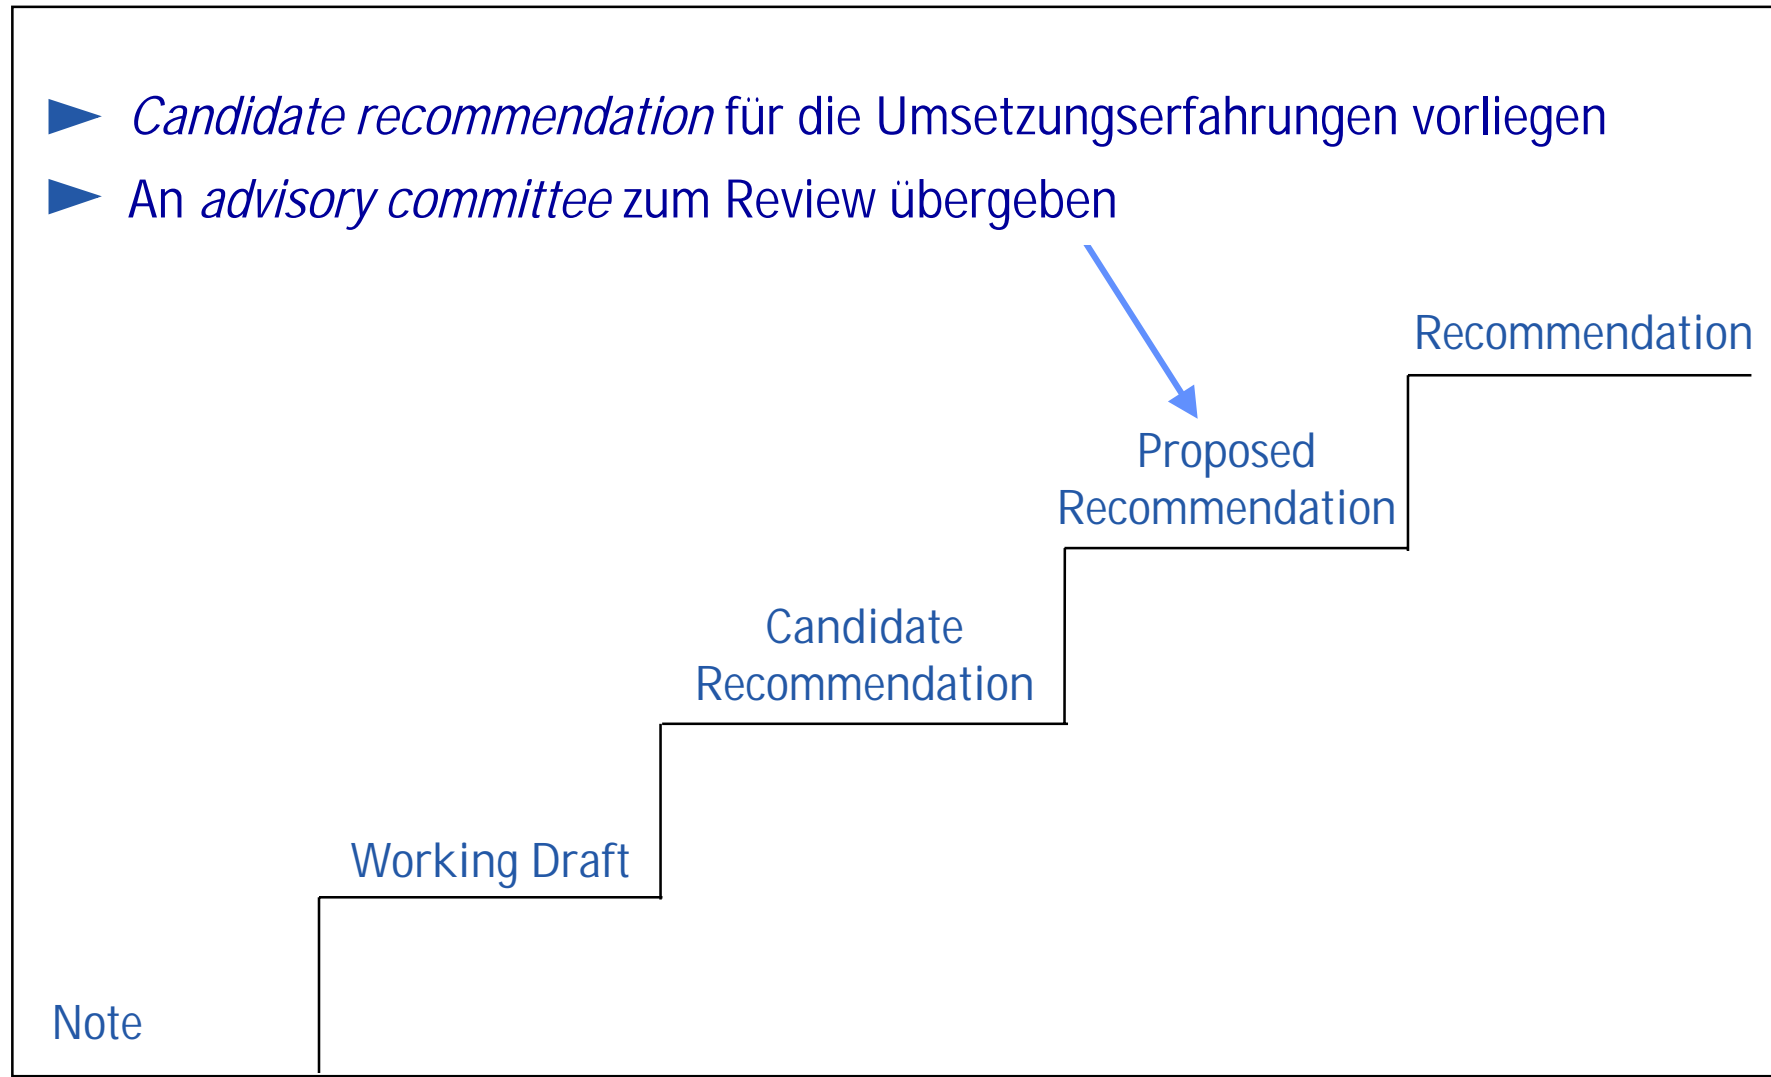 Candidate recommendation für die Umsetzungserfahrungen vorliegen
An advisory committee zum Review übergeben
Recommendation
Proposed
Recommendation
Candidate
Recommendation
Working Draft
Note